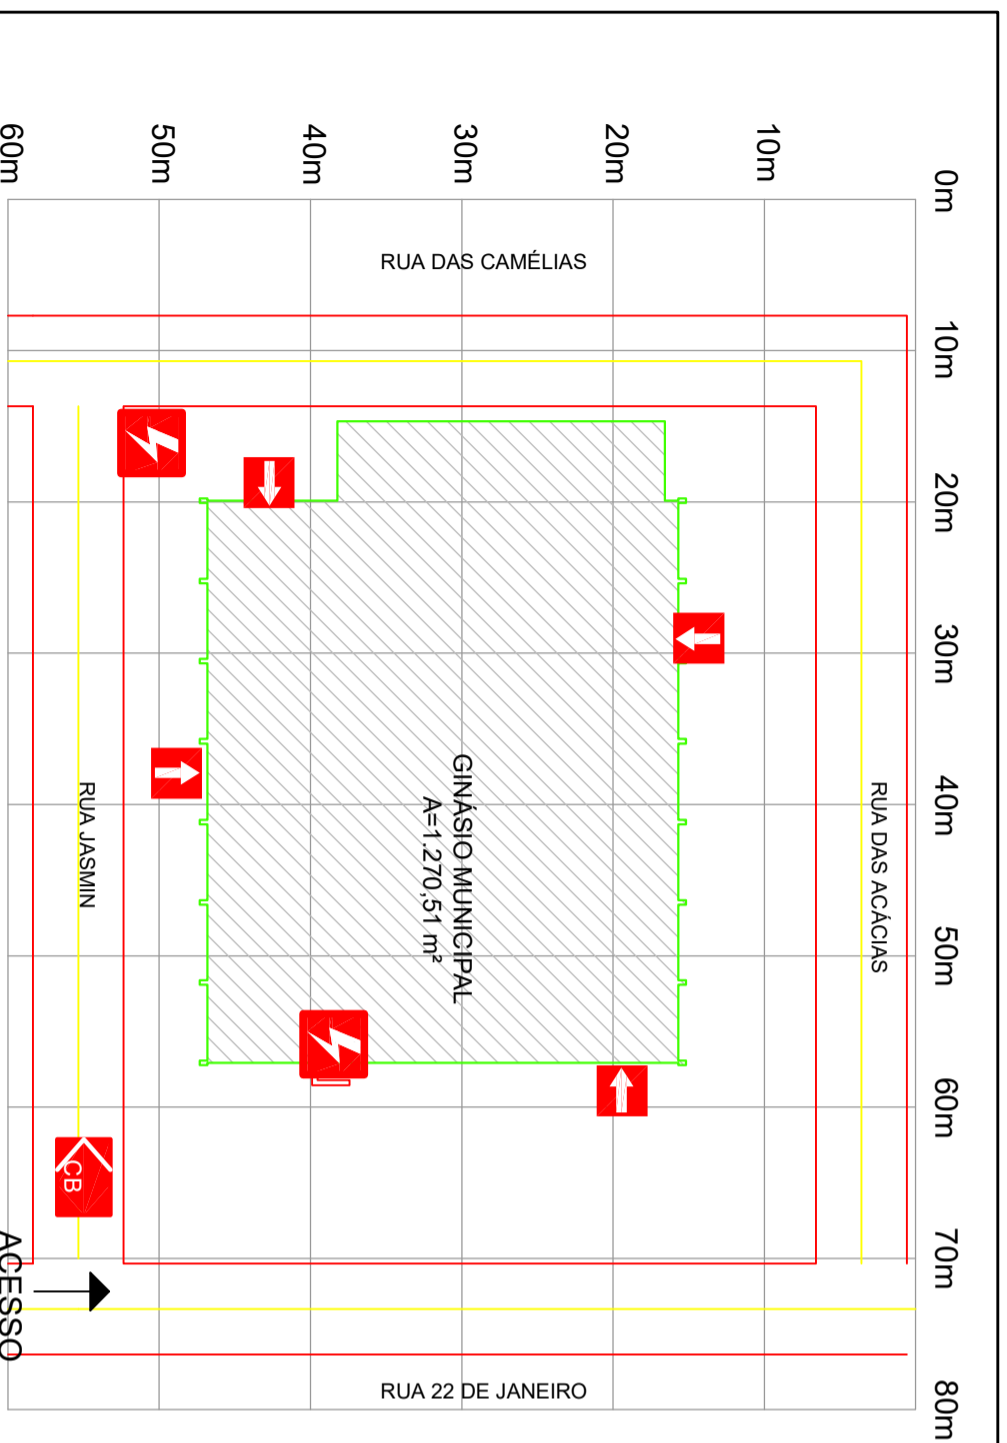 0m
10m
20m
30m
40m
50m
60m
70m
80m
10m
20m
30m
40m
50m
60m
RUA DAS CAMÉLIAS
RUA DAS ACÁCIAS
GINÁSIO MUNICIPAL
A=1.270,51 m²
RUA JASMIN
CB
ACESSO
RUA 22 DE JANEIRO